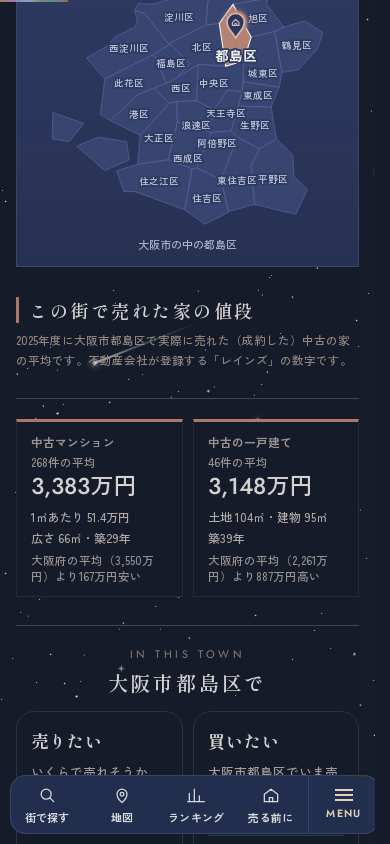 淀川区
旭区
西淀川区
北区
都島区
鶴見区
福島区
城東区
此花区
西区
中央区
東成区
港区
天王寺区
浪速区
生野区
大正区
阿倍野区
西成区
住之江区
東住吉区
平野区
住吉区
大阪市の中の都島区
この街で売れた家の値段
2025年度に大阪市都島区で実際に売れた(成約した)中古の家
の平均です。不動産会社が登録する「レインズ」の数字です。
中古マンション
268件の平均
3,383万円
1㎡あたり 51.4万円
広さ 66㎡・築29年
大阪府の平均(3,550万
円)より167万円安い
中古の一戸建て
46件の平均
3,148万円
土地 104㎡・建物 95㎡
築39年
大阪府の平均(2,261万
円)より887万円高い
IN THIS TOWN
大阪市都島区で
売りたい
いくらで売れそうか、
買いたい
大阪市都島区でいま売
街で探す
地図
ランキング
売る前に
MENU